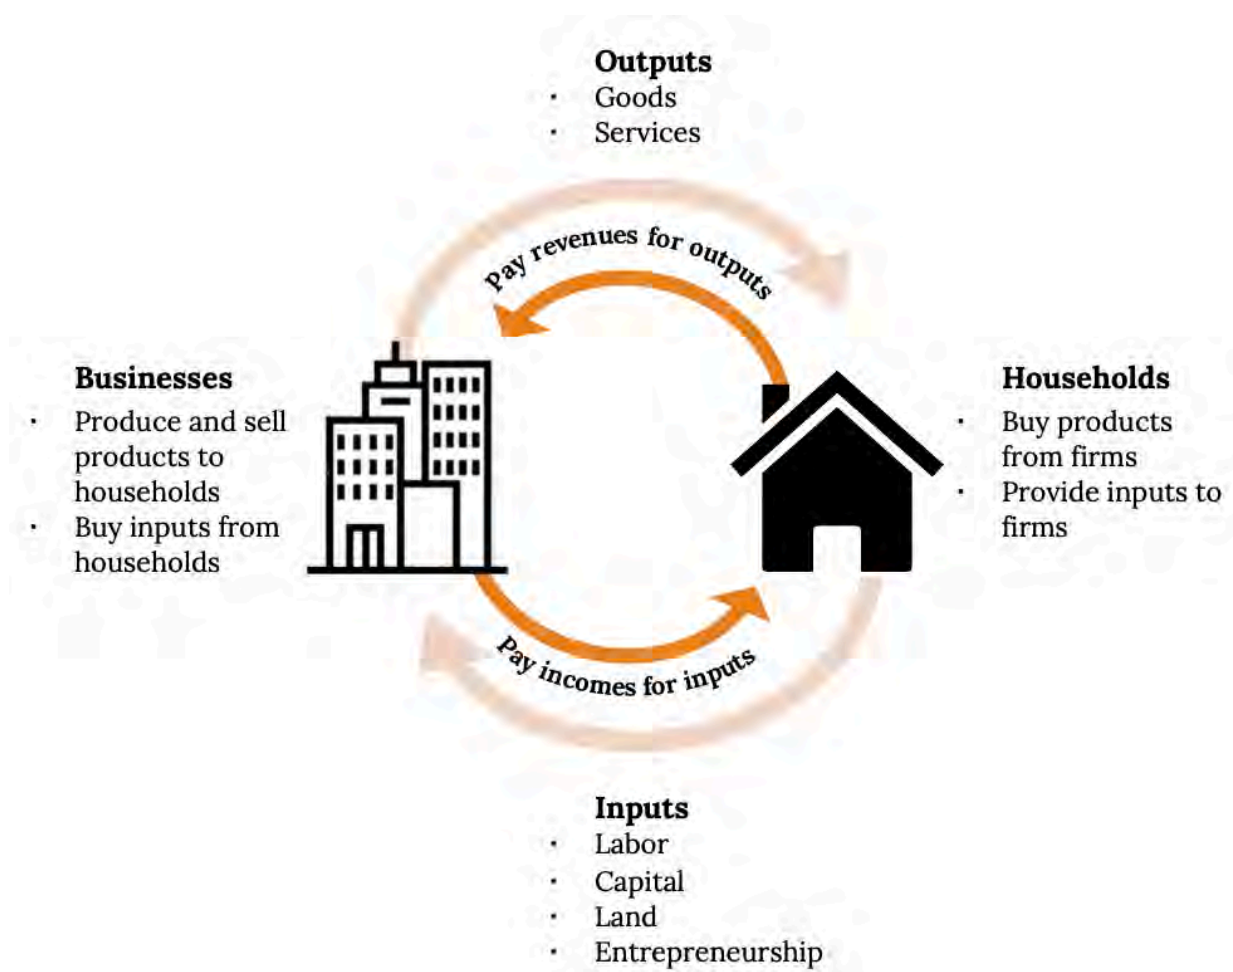 Outputs
· Goods
· Services
Pay revenues for outputs
Businesses
· Produce and sell
products to
households
· Buy inputs from
households
Households
· Buy products
from firms
· Provide inputs to
firms
Pay incomes for inputs
Inputs
· Labor
· Capital
· Land
· Entrepreneurship